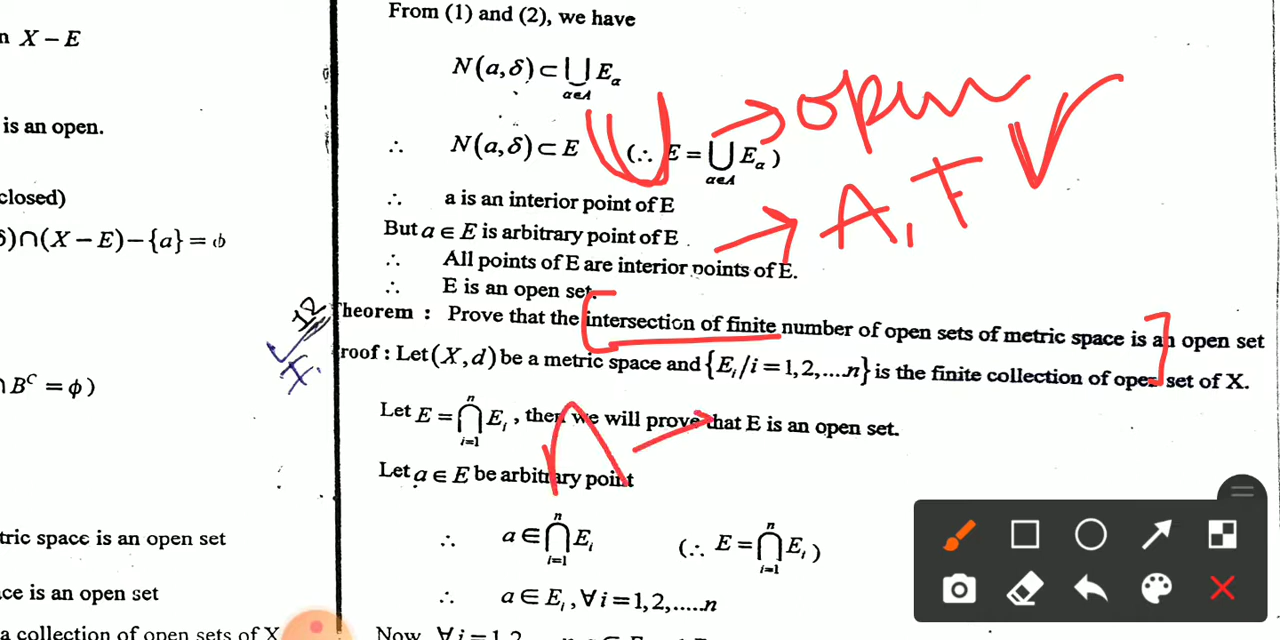 n X − E
is an open.
closed)
δ)∩(X − E)−{a} = φ
∩ B^C = φ)
tric space is an open set
ce is an open set
a collection of open sets of X
From (1) and (2), we have
N(a,δ) ⊂ ⋃_{α∈A} E_α
∴ N(a,δ) ⊂ E (∴ E = ⋃_{α∈A} E_α)
∴ a is an interior point of E
But a ∈ E is arbitrary point of E
∴ All points of E are interior points of E.
∴ E is an open set.
Theorem : Prove that the intersection of finite number of open sets of metric space is an open set
roof : Let (X,d) be a metric space and {E_i/i = 1,2,....n} is the finite collection of open set of X.
Let E = ⋂_{i=1}^{n} E_i, then we will prove that E is an open set.
Let a ∈ E be arbitrary point
∴ a ∈ ⋂_{i=1}^{n} E_i (∴ E = ⋂_{i=1}^{n} E_i)
∴ a ∈ E_i, ∀ i = 1, 2, .....n
Now ∀ i = 1, 2
U → open
→ A, F
∩ →
12